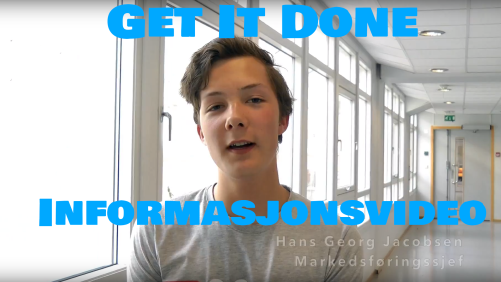 Get It Done
Informasjonsvideo
Hans Georg Jacobsen
Markedsføringssjef